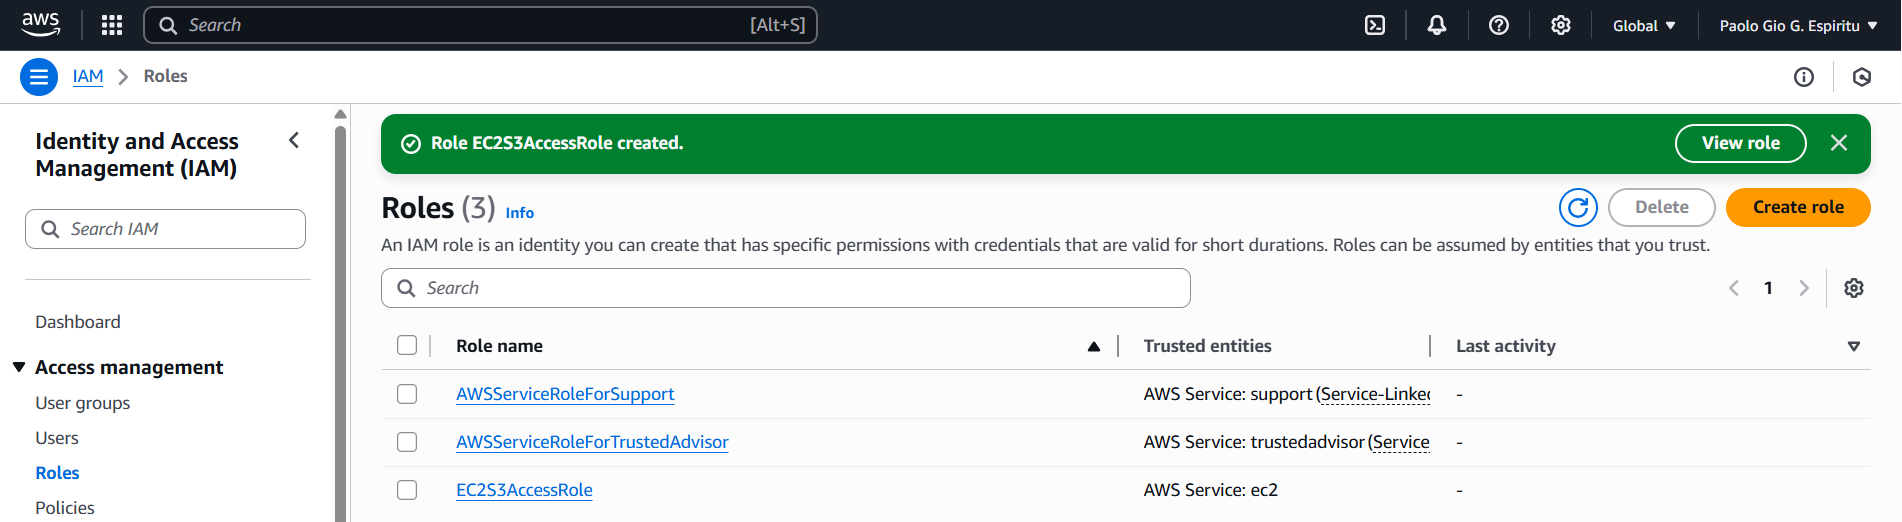 aws
Search [Alt+S]
Global
Paolo Gio G. Espiritu
IAM > Roles
Identity and Access Management (IAM)
Search IAM
Dashboard
Access management
User groups
Users
Roles
Policies
Role EC2S3AccessRole created.
View role
Roles (3) Info
Delete
Create role
An IAM role is an identity you can create that has specific permissions with credentials that are valid for short durations. Roles can be assumed by entities that you trust.
Search
1
Role name Trusted entities Last activity
AWSServiceRoleForSupport AWS Service: support (Service-Linked -
AWSServiceRoleForTrustedAdvisor AWS Service: trustedadvisor (Service -
EC2S3AccessRole AWS Service: ec2 -